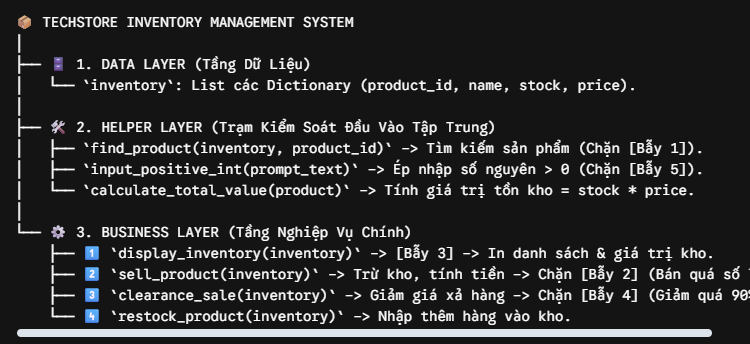 📦 TECHSTORE INVENTORY MANAGEMENT SYSTEM
│
├── 🗄️ 1. DATA LAYER (Tầng Dữ Liệu)
│   └── `inventory`: List các Dictionary (product_id, name, stock, price).
│
├── 🛠️ 2. HELPER LAYER (Trạm Kiểm Soát Đầu Vào Tập Trung)
│   ├── `find_product(inventory, product_id)` -> Tìm kiếm sản phẩm (Chặn [Bẫy 1]).
│   ├── `input_positive_int(prompt_text)` -> Ép nhập số nguyên > 0 (Chặn [Bẫy 5]).
│   └── `calculate_total_value(product)` -> Tính giá trị tồn kho = stock * price.
│
└── ⚙️ 3. BUSINESS LAYER (Tầng Nghiệp Vụ Chính)
    ├── 1️⃣ `display_inventory(inventory)` -> [Bẫy 3] -> In danh sách & giá trị kho.
    ├── 2️⃣ `sell_product(inventory)` -> Trừ kho, tính tiền -> Chặn [Bẫy 2] (Bán quá số
    ├── 3️⃣ `clearance_sale(inventory)` -> Giảm giá xả hàng -> Chặn [Bẫy 4] (Giảm quá 90
    └── 4️⃣ `restock_product(inventory)` -> Nhập thêm hàng vào kho.